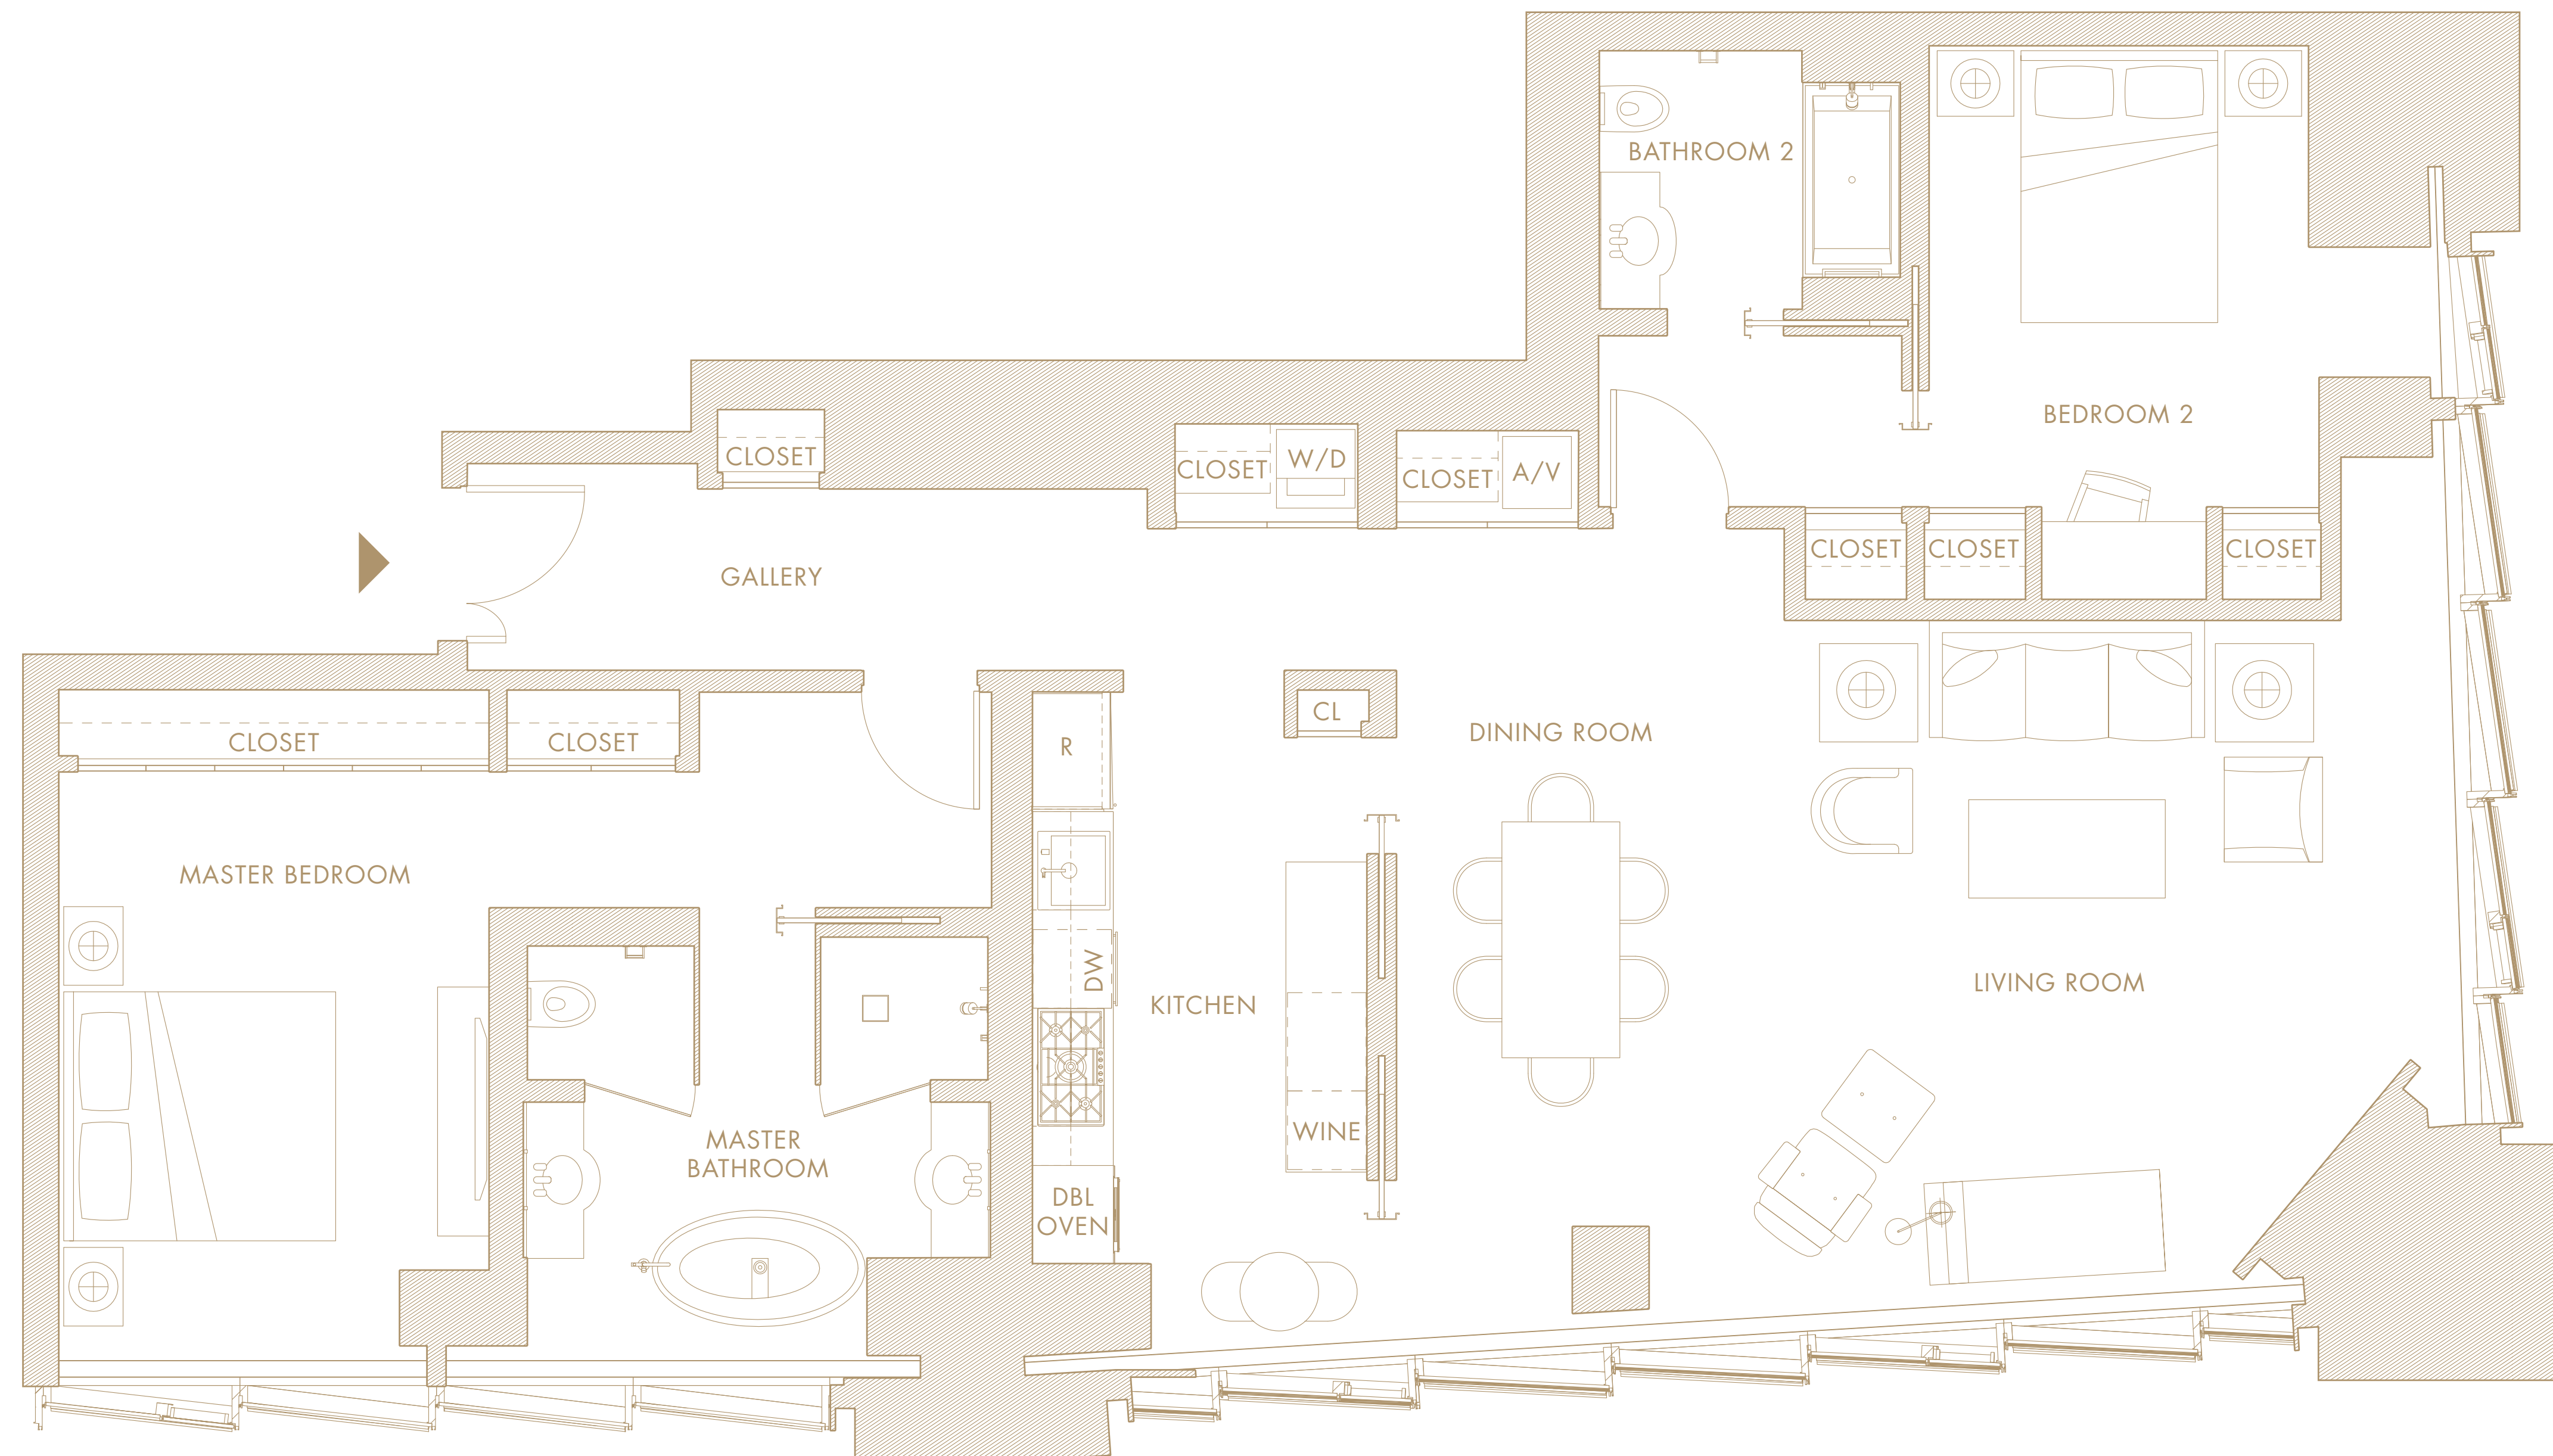 BATHROOM 2
BEDROOM 2
CLOSET
CLOSET
W/D
CLOSET
A/V
CLOSET
CLOSET
CLOSET
GALLERY
CLOSET
CLOSET
R
CL
DINING ROOM
MASTER BEDROOM
DW
KITCHEN
LIVING ROOM
WINE
MASTER
BATHROOM
DBL
OVEN